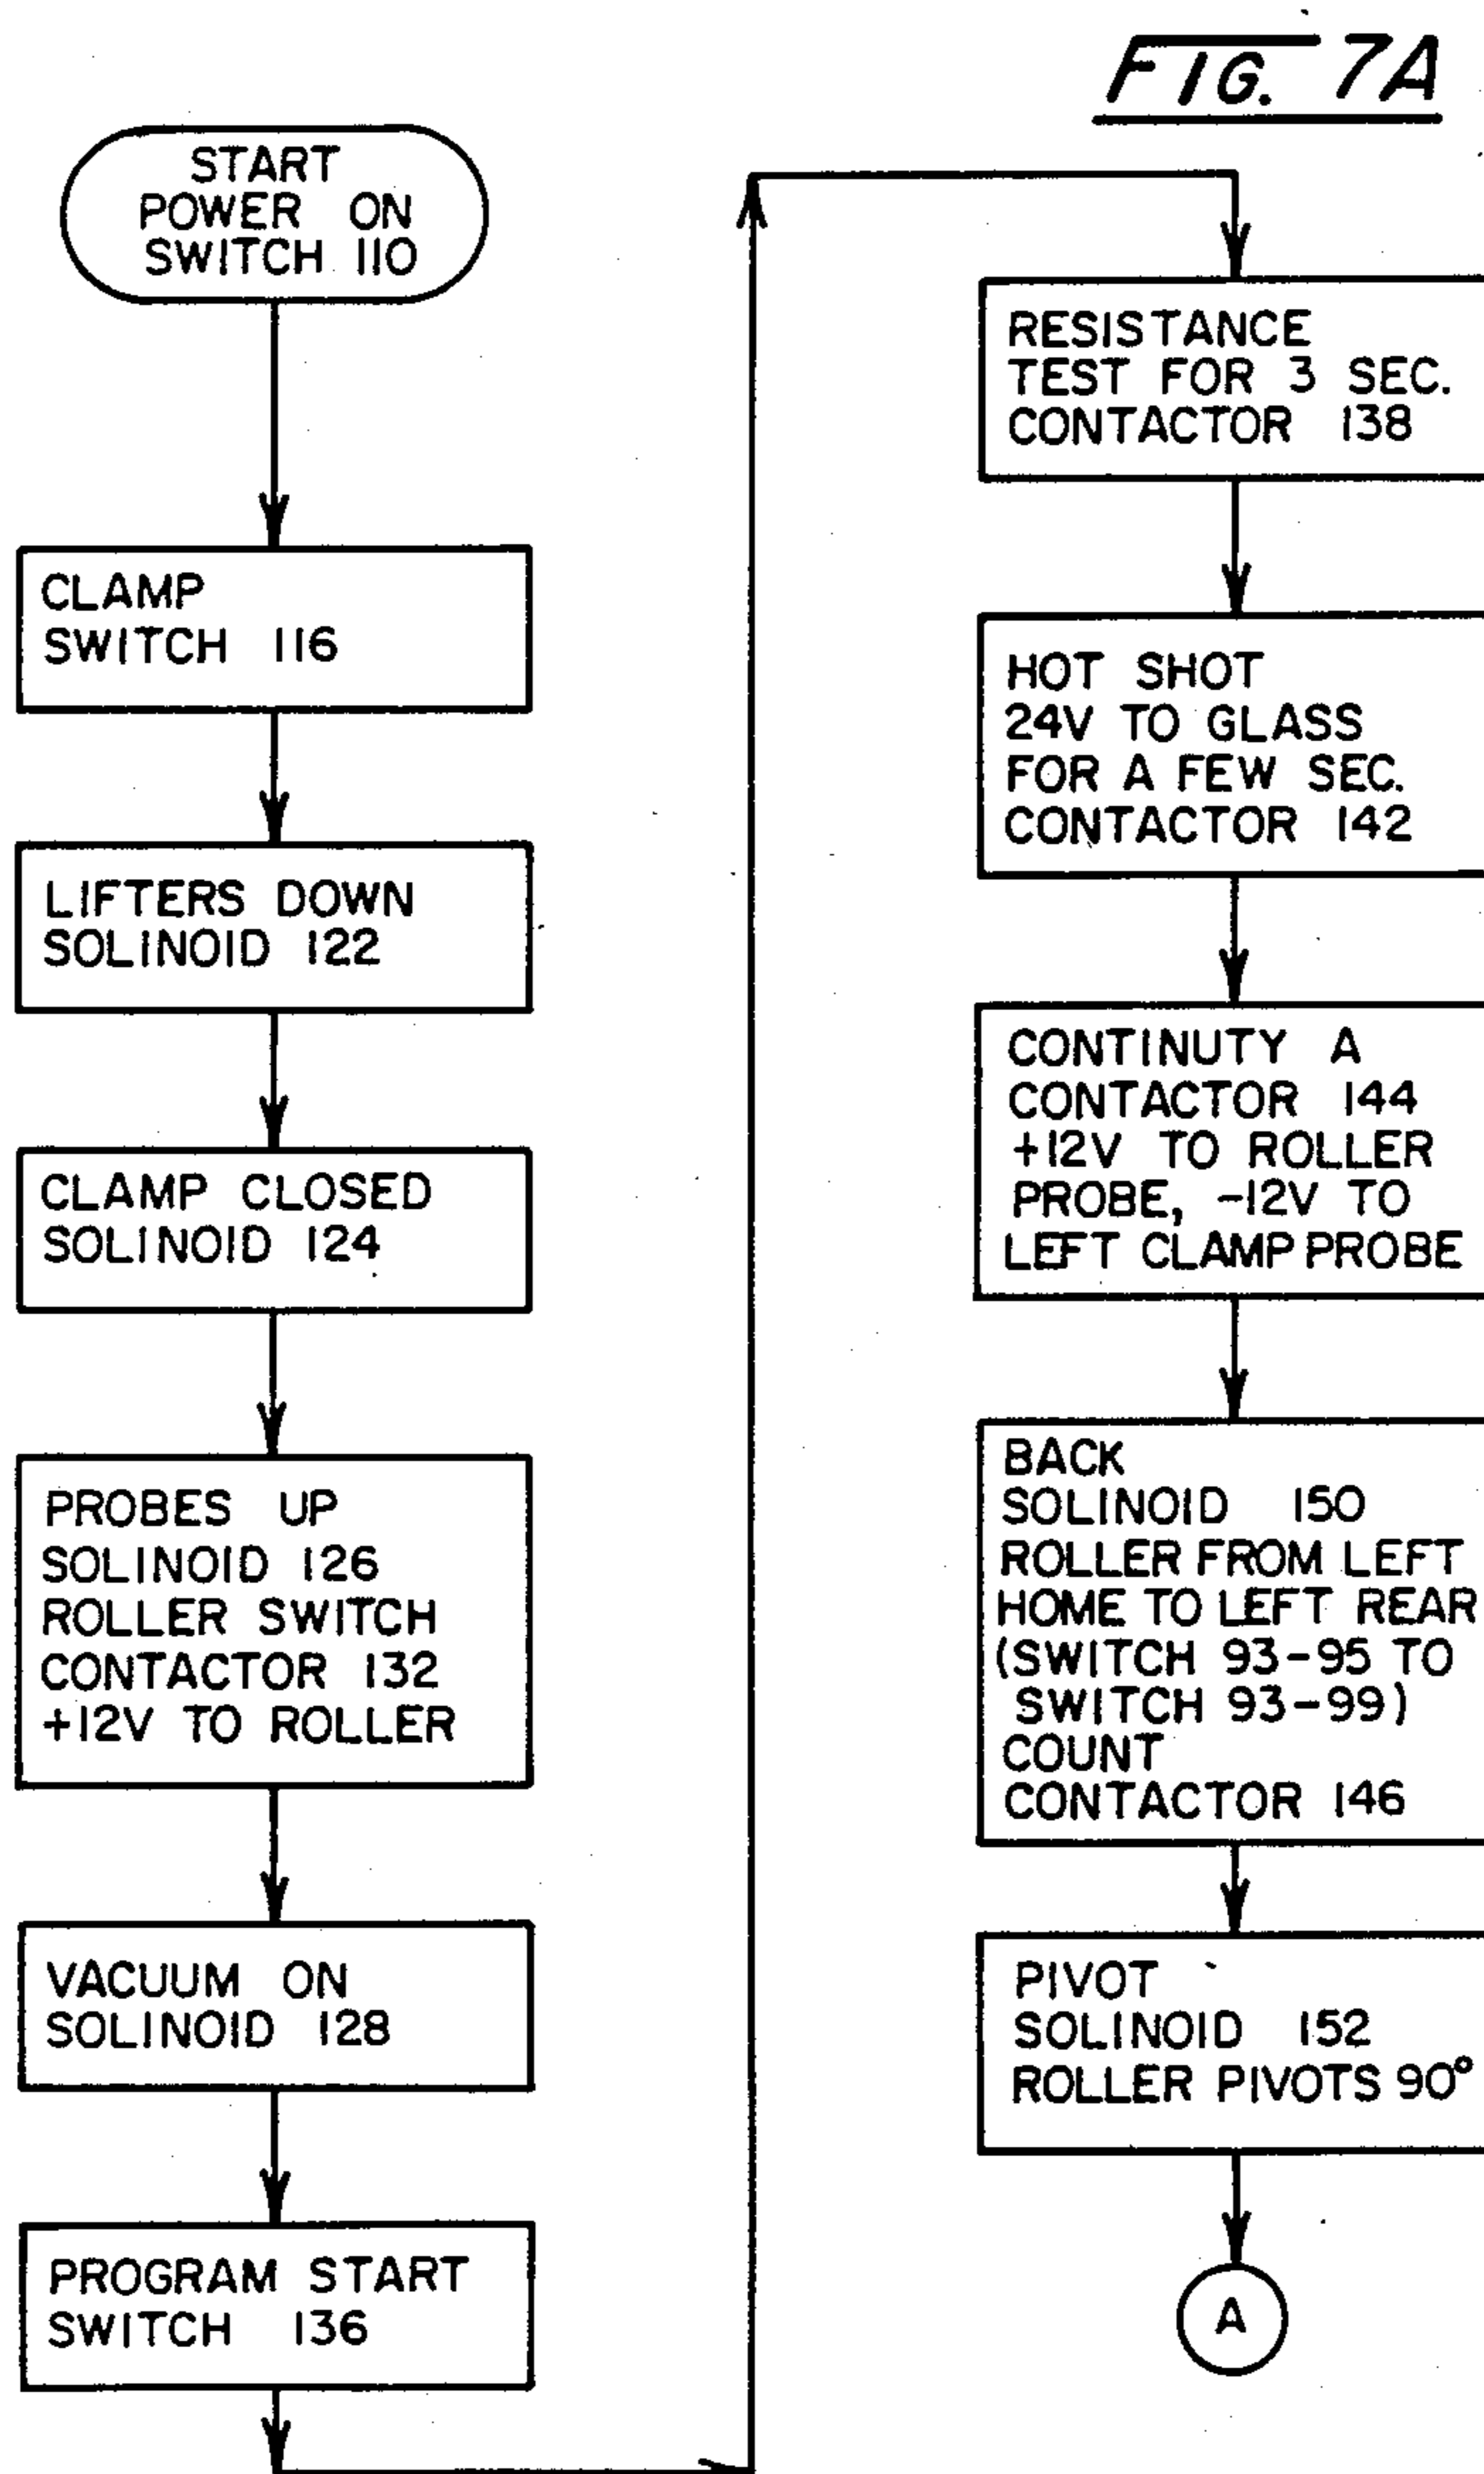 FIG. 7A
START
POWER ON
SWITCH 110
CLAMP
SWITCH 116
LIFTERS DOWN
SOLINOID 122
CLAMP CLOSED
SOLINOID 124
PROBES UP
SOLINOID 126
ROLLER SWITCH
CONTACTOR 132
+12V TO ROLLER
VACUUM ON
SOLINOID 128
PROGRAM START
SWITCH 136
RESISTANCE
TEST FOR 3 SEC.
CONTACTOR 138
HOT SHOT
24V TO GLASS
FOR A FEW SEC.
CONTACTOR 142
CONTINUTY A
CONTACTOR 144
+12V TO ROLLER
PROBE, -12V TO
LEFT CLAMP PROBE
BACK
SOLINOID 150
ROLLER FROM LEFT
HOME TO LEFT REAR
(SWITCH 93-95 TO
SWITCH 93-99)
COUNT
CONTACTOR 146
PIVOT
SOLINOID 152
ROLLER PIVOTS 90°
A